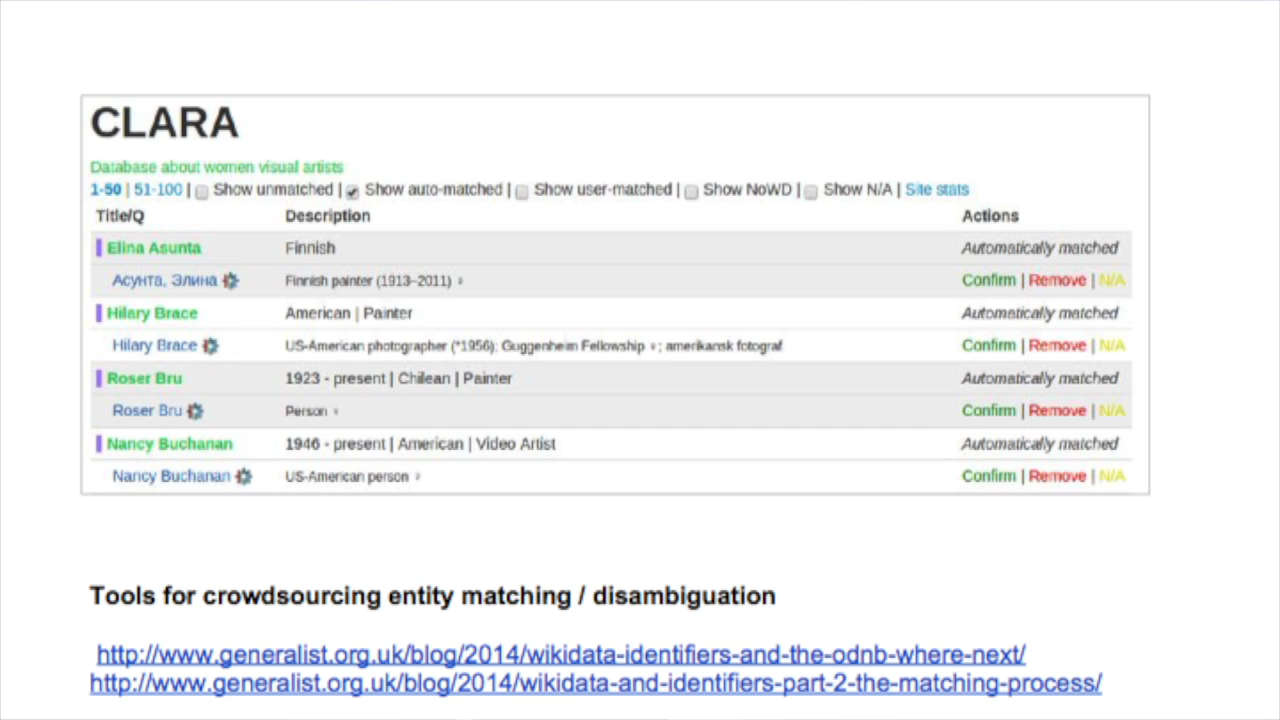 CLARA
Database about women visual artists
1-50 | 51-100 | Show unmatched | Show auto-matched | Show user-matched | Show NoWD | Show N/A | Site stats
Title/Q Description Actions
Elina Asunta Finnish Automatically matched
Асунта, Элина Finnish painter (1913–2011) ♀ Confirm | Remove | N/A
Hilary Brace American | Painter Automatically matched
Hilary Brace US-American photographer (*1956); Guggenheim Fellowship ♀; amerikansk fotograf Confirm | Remove | N/A
Roser Bru 1923 - present | Chilean | Painter Automatically matched
Roser Bru Person ♀ Confirm | Remove | N/A
Nancy Buchanan 1946 - present | American | Video Artist Automatically matched
Nancy Buchanan US-American person ♀ Confirm | Remove | N/A
Tools for crowdsourcing entity matching / disambiguation
http://www.generalist.org.uk/blog/2014/wikidata-identifiers-and-the-odnb-where-next/
http://www.generalist.org.uk/blog/2014/wikidata-and-identifiers-part-2-the-matching-process/